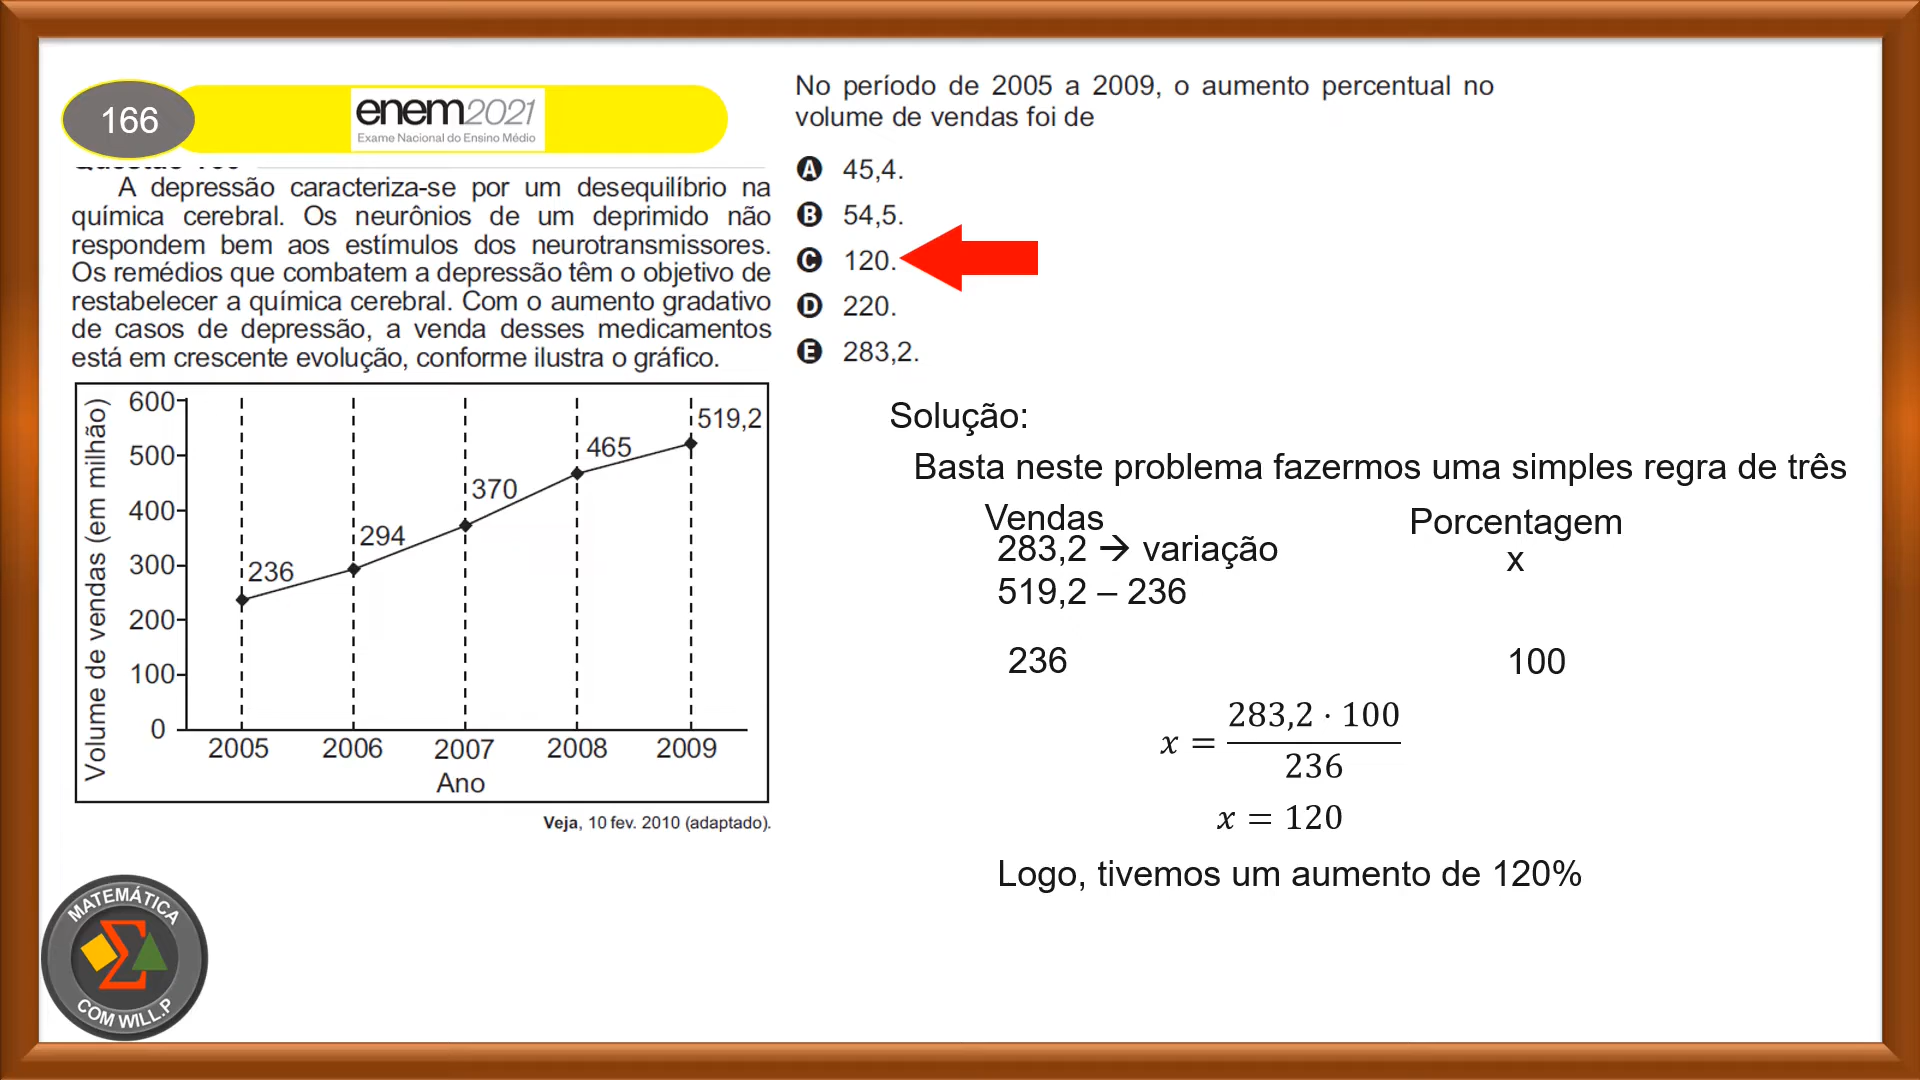 166
enem2021
Exame Nacional do Ensino Médio
A depressão caracteriza-se por um desequilíbrio na
química cerebral. Os neurônios de um deprimido não
respondem bem aos estímulos dos neurotransmissores.
Os remédios que combatem a depressão têm o objetivo de
restabelecer a química cerebral. Com o aumento gradativo
de casos de depressão, a venda desses medicamentos
está em crescente evolução, conforme ilustra o gráfico.
Volume de vendas (em milhão)
600
500
400
300
200
100
0
236
294
370
465
519,2
2005 2006 2007 2008 2009
Ano
Veja, 10 fev. 2010 (adaptado).
No período de 2005 a 2009, o aumento percentual no
volume de vendas foi de
A 45,4.
B 54,5.
C 120.
D 220.
E 283,2.
Solução:
Basta neste problema fazermos uma simples regra de três
Vendas Porcentagem
283,2 → variação x
519,2 – 236
236 100
x = 283,2 · 100 / 236
x = 120
Logo, tivemos um aumento de 120%
MATEMÁTICA
COM WILL.P